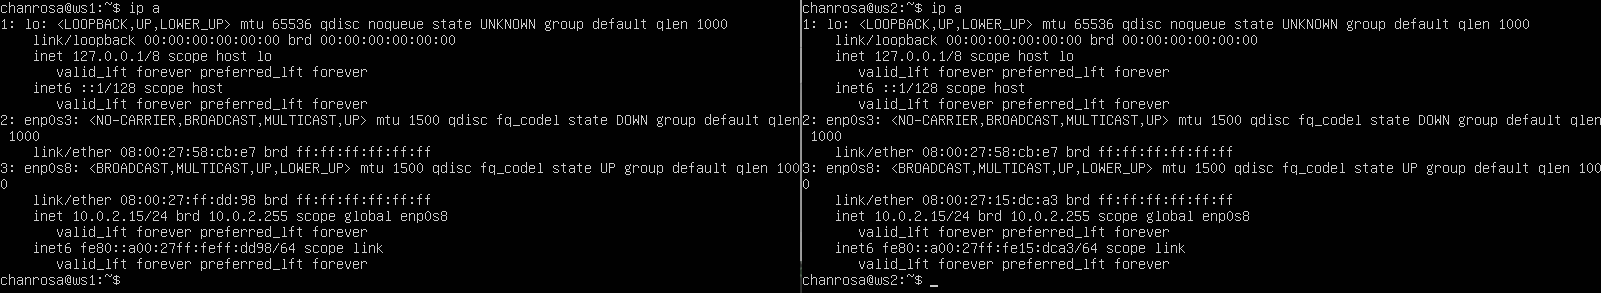 chanrosa@ws1:~$ ip a
1: lo: <LOOPBACK,UP,LOWER_UP> mtu 65536 qdisc noqueue state UNKNOWN group default qlen 1000
    link/loopback 00:00:00:00:00:00 brd 00:00:00:00:00:00
    inet 127.0.0.1/8 scope host lo
       valid_lft forever preferred_lft forever
    inet6 ::1/128 scope host
       valid_lft forever preferred_lft forever
2: enp0s3: <NO-CARRIER,BROADCAST,MULTICAST,UP> mtu 1500 qdisc fq_codel state DOWN group default qlen
 1000
    link/ether 08:00:27:58:cb:e7 brd ff:ff:ff:ff:ff:ff
3: enp0s8: <BROADCAST,MULTICAST,UP,LOWER_UP> mtu 1500 qdisc fq_codel state UP group default qlen 100
0
    link/ether 08:00:27:ff:dd:98 brd ff:ff:ff:ff:ff:ff
    inet 10.0.2.15/24 brd 10.0.2.255 scope global enp0s8
       valid_lft forever preferred_lft forever
    inet6 fe80::a00:27ff:feff:dd98/64 scope link
       valid_lft forever preferred_lft forever
chanrosa@ws1:~$
chanrosa@ws2:~$ ip a
1: lo: <LOOPBACK,UP,LOWER_UP> mtu 65536 qdisc noqueue state UNKNOWN group default qlen 1000
    link/loopback 00:00:00:00:00:00 brd 00:00:00:00:00:00
    inet 127.0.0.1/8 scope host lo
       valid_lft forever preferred_lft forever
    inet6 ::1/128 scope host
       valid_lft forever preferred_lft forever
2: enp0s3: <NO-CARRIER,BROADCAST,MULTICAST,UP> mtu 1500 qdisc fq_codel state DOWN group default qlen
 1000
    link/ether 08:00:27:58:cb:e7 brd ff:ff:ff:ff:ff:ff
3: enp0s8: <BROADCAST,MULTICAST,UP,LOWER_UP> mtu 1500 qdisc fq_codel state UP group default qlen 100
0
    link/ether 08:00:27:15:dc:a3 brd ff:ff:ff:ff:ff:ff
    inet 10.0.2.15/24 brd 10.0.2.255 scope global enp0s8
       valid_lft forever preferred_lft forever
    inet6 fe80::a00:27ff:fe15:dca3/64 scope link
       valid_lft forever preferred_lft forever
chanrosa@ws2:~$ _